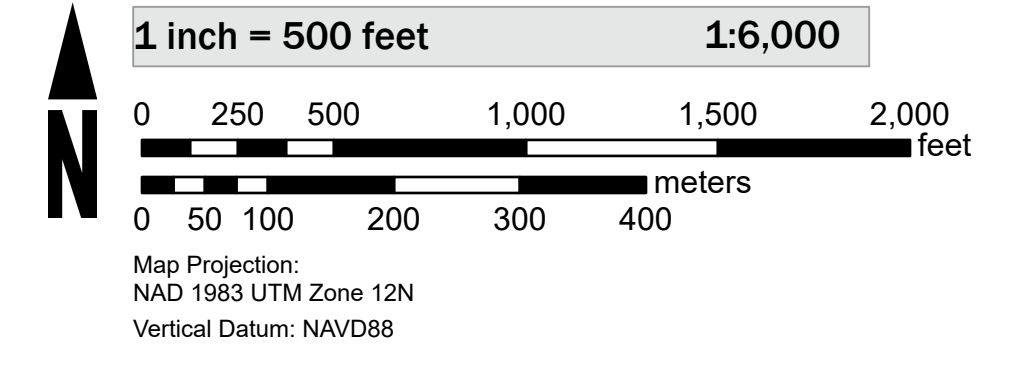 1 inch = 500 feet 1:6,000
0 250 500 1,000 1,500 2,000
feet
meters
0 50 100 200 300 400
N
Map Projection:
NAD 1983 UTM Zone 12N
Vertical Datum: NAVD88